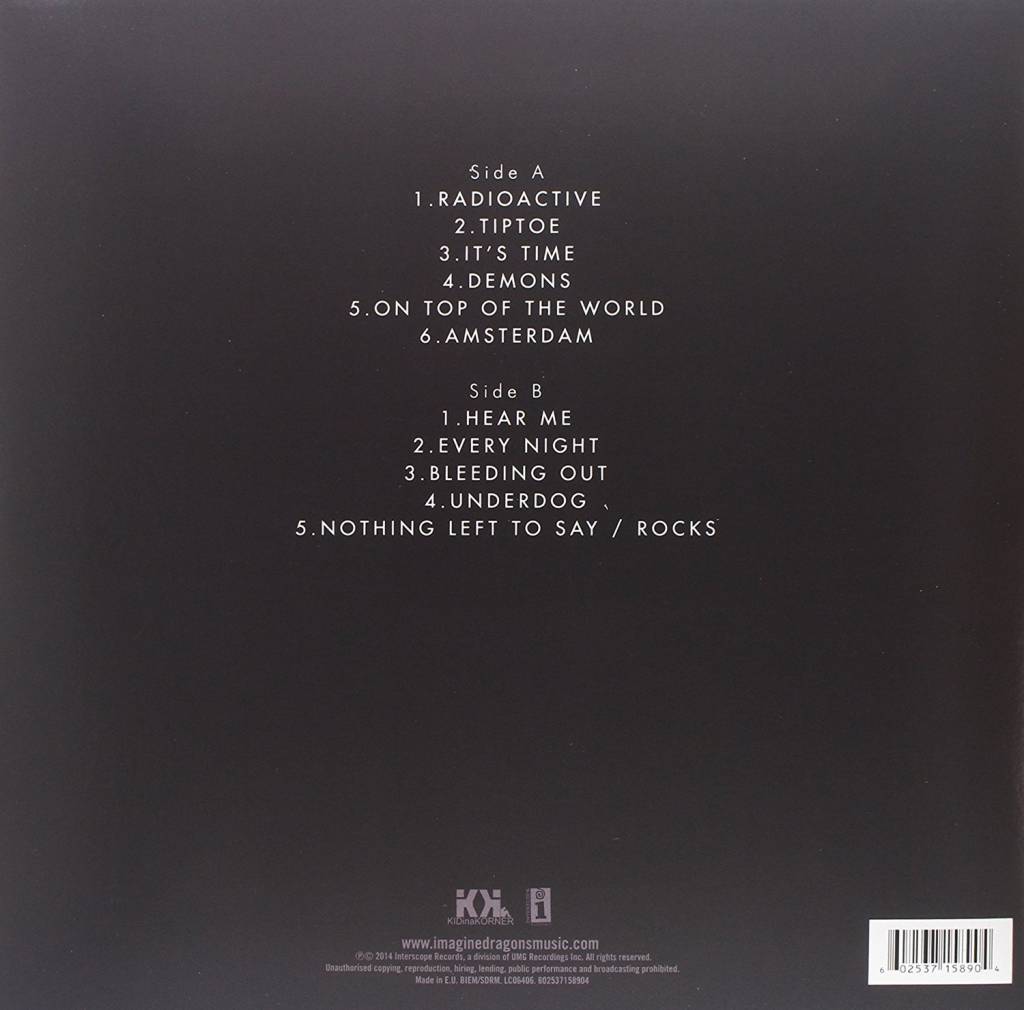 Side A
1.RADIOACTIVE
2.TIPTOE
3.IT'S TIME
4.DEMONS
5.ON TOP OF THE WORLD
6.AMSTERDAM
Side B
1.HEAR ME
2.EVERY NIGHT
3.BLEEDING OUT
4.UNDERDOG
5.NOTHING LEFT TO SAY / ROCKS
KIDinaKORNER
www.imaginedragonsmusic.com
℗© 2014 Interscope Records, a division of UMG Recordings Inc. All rights reserved.
Unauthorised copying, reproduction, hiring, lending, public performance and broadcasting prohibited.
Made in E.U. BIEM/SDRM. LC06406. 602537158904
6 02537 15890 4